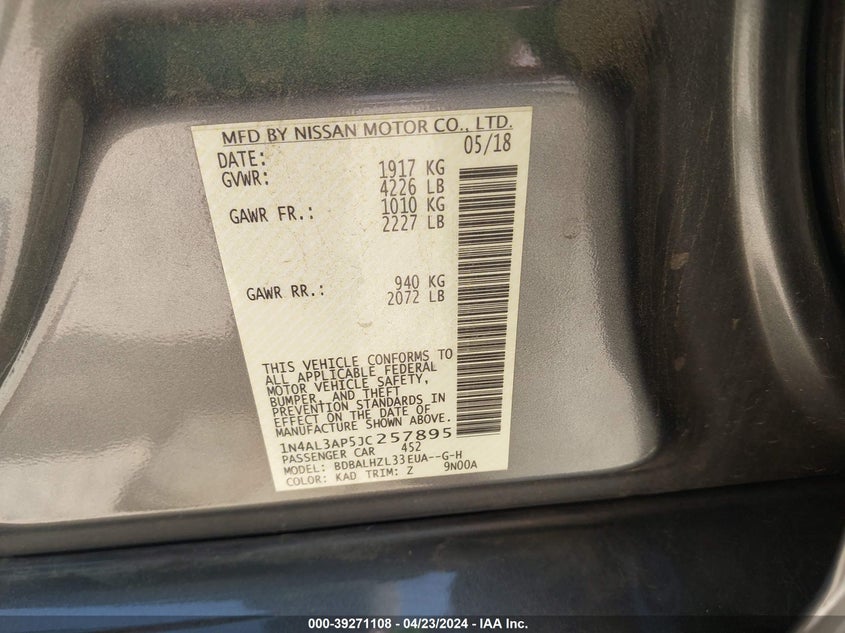 MFD BY NISSAN MOTOR CO., LTD.
DATE: 05/18
GVWR: 1917 KG
4226 LB
GAWR FR.: 1010 KG
2227 LB
GAWR RR.: 940 KG
2072 LB
THIS VEHICLE CONFORMS TO
ALL APPLICABLE FEDERAL
MOTOR VEHICLE SAFETY,
BUMPER, AND THEFT
PREVENTION STANDARDS IN
EFFECT ON THE DATE OF
MANUFACTURE SHOWN ABOVE.
1N4AL3AP5JC257895
PASSENGER CAR 452
MODEL: BDBALHZL33EUA--G-H
COLOR: KAD TRIM: Z 9N00A
000-39271108 - 04/23/2024 - IAA Inc.